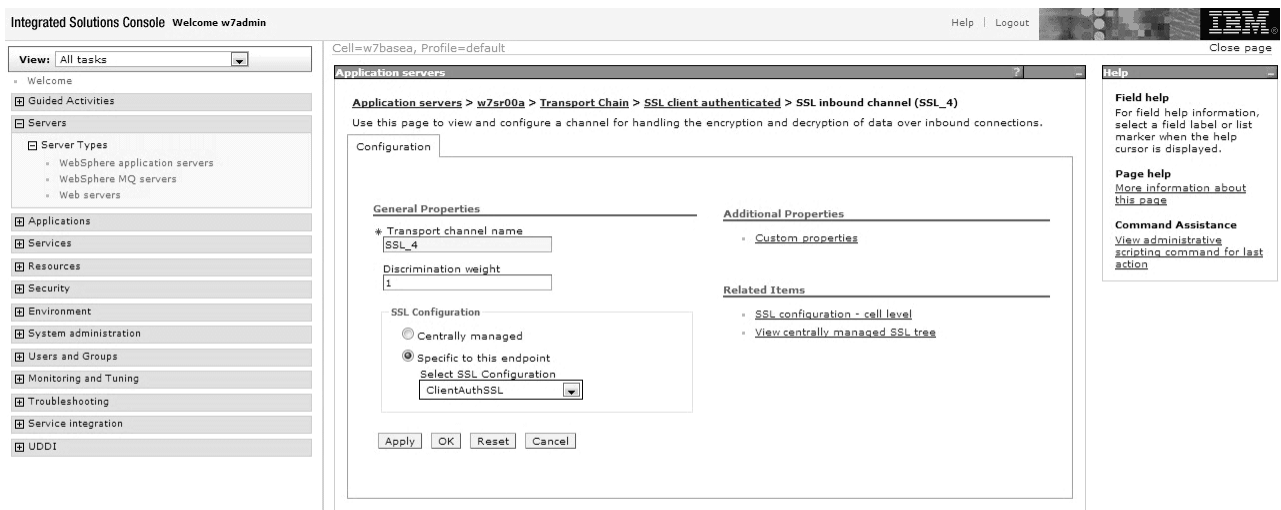 Integrated Solutions Console Welcome w7admin
Help | Logout
IBM.
View: All tasks
Welcome
Guided Activities
Servers
Server Types
WebSphere application servers
WebSphere MQ servers
Web servers
Applications
Services
Resources
Security
Environment
System administration
Users and Groups
Monitoring and Tuning
Troubleshooting
Service integration
UDDI
Cell=w7basea, Profile=default
Close page
Application servers ? _
Application servers > w7sr00a > Transport Chain > SSL client authenticated > SSL inbound channel (SSL_4)
Use this page to view and configure a channel for handling the encryption and decryption of data over inbound connections.
Configuration
General Properties
* Transport channel name
SSL_4
Discrimination weight
1
SSL Configuration
Centrally managed
Specific to this endpoint
Select SSL Configuration
ClientAuthSSL
Apply OK Reset Cancel
Additional Properties
Custom properties
Related Items
SSL configuration - cell level
View centrally managed SSL tree
Help _
Field help
For field help information,
select a field label or list
marker when the help
cursor is displayed.
Page help
More information about
this page
Command Assistance
View administrative
scripting command for last
action